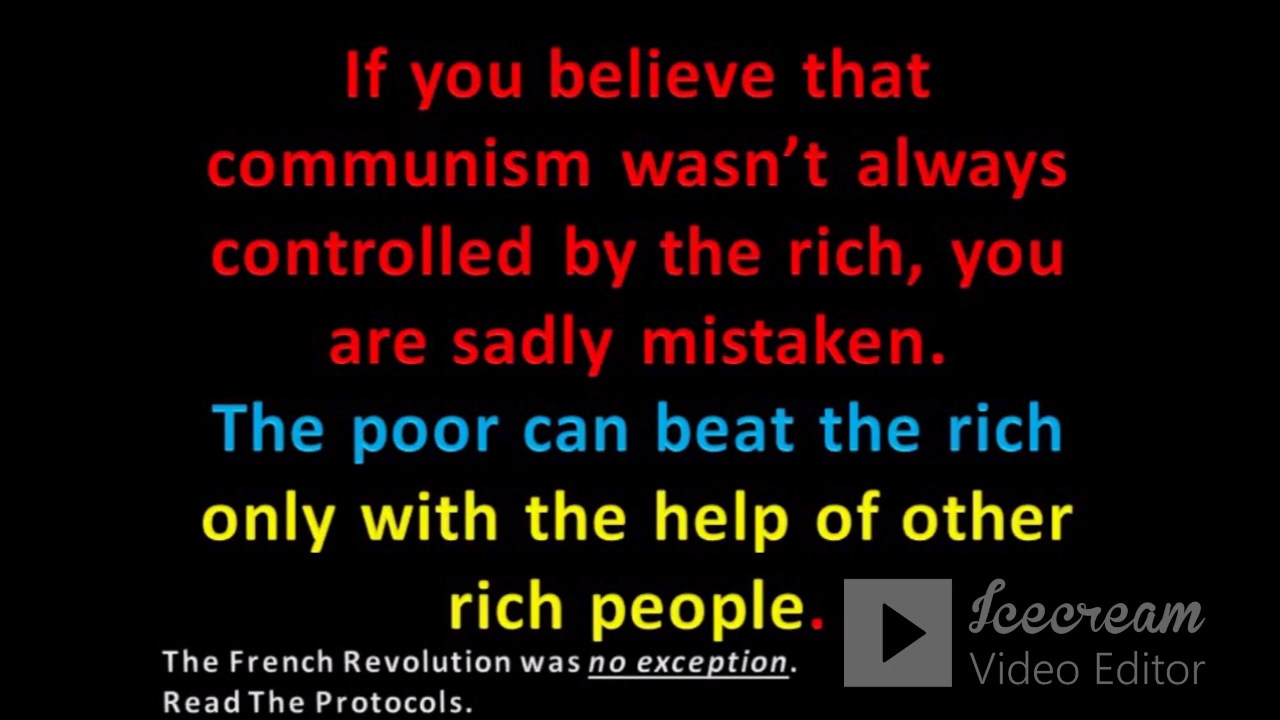 If you believe that
communism wasn’t always
controlled by the rich, you
are sadly mistaken.
The poor can beat the rich
only with the help of other
rich people.
The French Revolution was no exception.
Read The Protocols.
Icecream
Video Editor